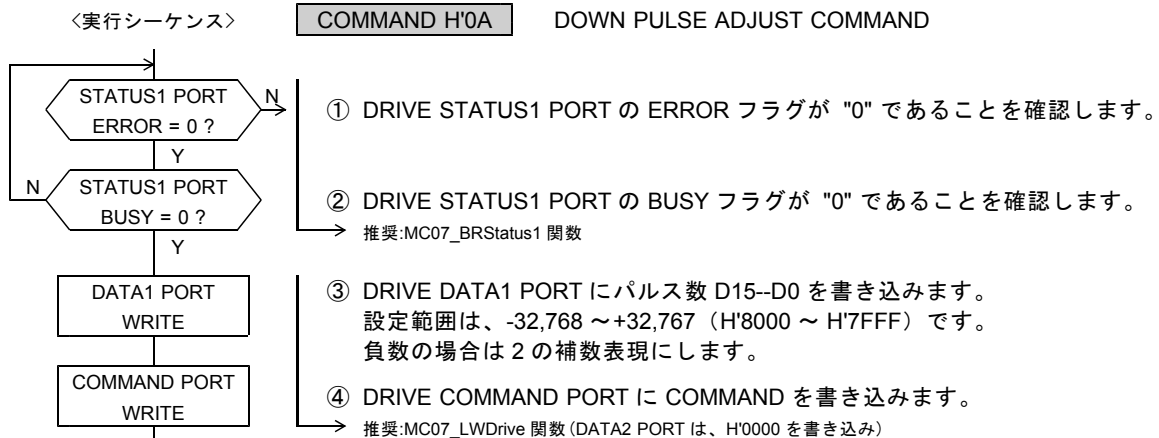 〈実行シーケンス〉 COMMAND H'0A DOWN PULSE ADJUST COMMAND
STATUS1 PORT
ERROR = 0 ?
N
Y
① DRIVE STATUS1 PORT の ERROR フラグが "0" であることを確認します。
STATUS1 PORT
BUSY = 0 ?
N
Y
② DRIVE STATUS1 PORT の BUSY フラグが "0" であることを確認します。
推奨:MC07_BRStatus1 関数
DATA1 PORT
WRITE
③ DRIVE DATA1 PORT にパルス数 D15--D0 を書き込みます。
設定範囲は、-32,768 ～+32,767（H'8000 ～ H'7FFF）です。
負数の場合は 2 の補数表現にします。
COMMAND PORT
WRITE
④ DRIVE COMMAND PORT に COMMAND を書き込みます。
推奨:MC07_LWDrive 関数(DATA2 PORT は、H'0000 を書き込み)